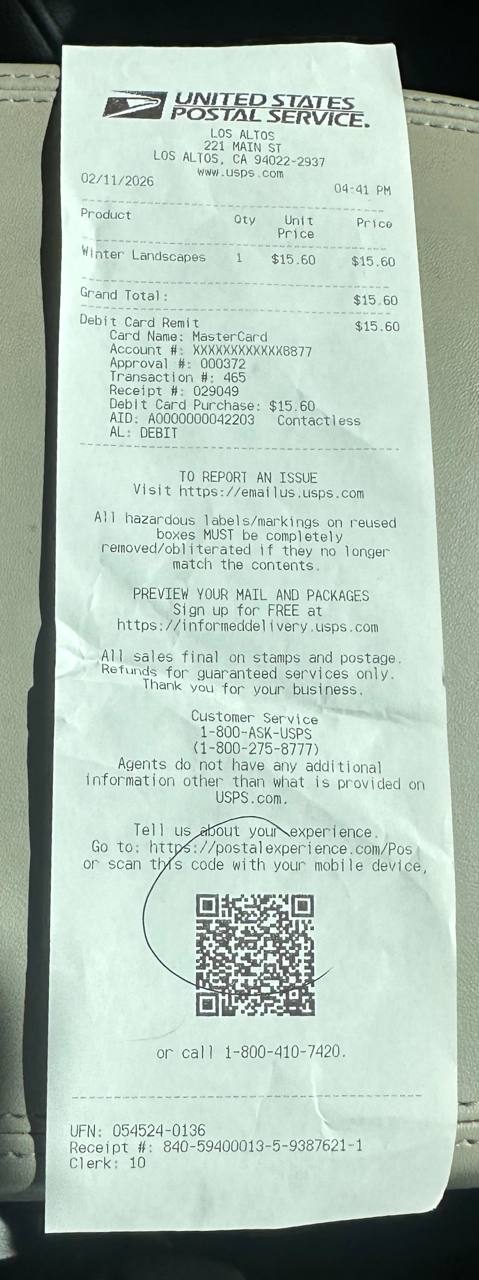 UNITED STATES
POSTAL SERVICE.
LOS ALTOS
221 MAIN ST
LOS ALTOS, CA 94022-2937
www.usps.com
02/11/2026 04:41 PM
Product Qty Unit Price
Price
Winter Landscapes 1 $15.60 $15.60
Grand Total: $15.60
Debit Card Remit $15.60
Card Name: MasterCard
Account #: XXXXXXXXXXXX6877
Approval #: 000372
Transaction #: 465
Receipt #: 029049
Debit Card Purchase: $15.60
AID: A0000000042203 Contactless
AL: DEBIT
TO REPORT AN ISSUE
Visit https://emailus.usps.com
All hazardous labels/markings on reused
boxes MUST be completely
removed/obliterated if they no longer
match the contents.
PREVIEW YOUR MAIL AND PACKAGES
Sign up for FREE at
https://informeddelivery.usps.com
All sales final on stamps and postage.
Refunds for guaranteed services only.
Thank you for your business.
Customer Service
1-800-ASK-USPS
(1-800-275-8777)
Agents do not have any additional
information other than what is provided on
USPS.com.
Tell us about your experience.
Go to: https://postalexperience.com/Pos
or scan this code with your mobile device,
or call 1-800-410-7420.
UFN: 054524-0136
Receipt #: 840-59400013-5-9387621-1
Clerk: 10